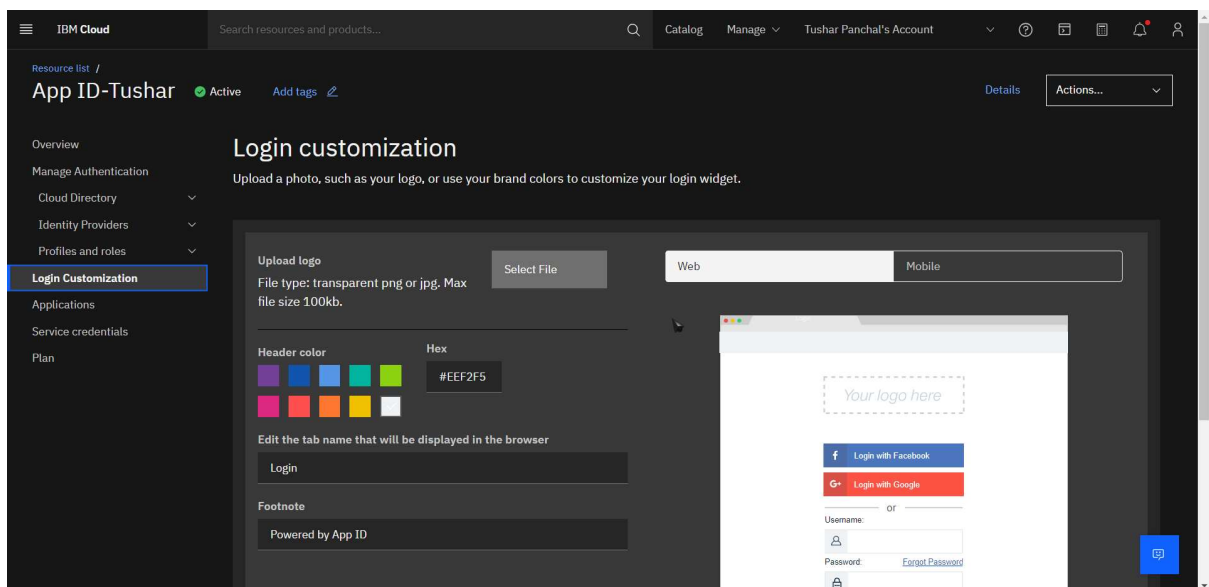 IBM Cloud
Search resources and products...
Catalog
Manage
Tushar Panchal's Account
Resource list /
App ID-Tushar
Active
Add tags
Details
Actions...
Overview
Manage Authentication
Cloud Directory
Identity Providers
Profiles and roles
Login Customization
Applications
Service credentials
Plan
Login customization
Upload a photo, such as your logo, or use your brand colors to customize your login widget.
Upload logo
File type: transparent png or jpg. Max
file size 100kb.
Select File
Header color
Hex
#EEF2F5
Edit the tab name that will be displayed in the browser
Login
Footnote
Powered by App ID
Web
Mobile
Your logo here
f Login with Facebook
G+ Login with Google
or
Username:
Password:
Forgot Password